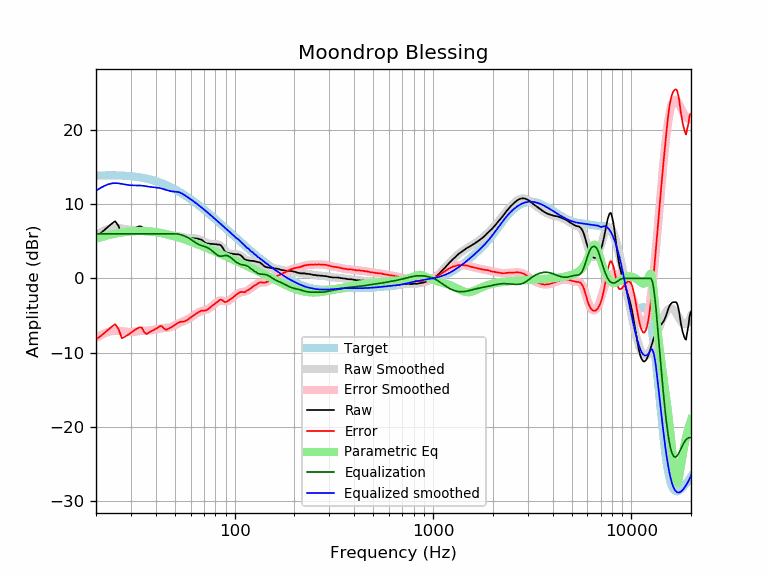 Moondrop Blessing
Amplitude (dBr)
20
10
0
−10
−20
−30
Target
Raw Smoothed
Error Smoothed
Raw
Error
Parametric Eq
Equalization
Equalized smoothed
100 1000 10000
Frequency (Hz)